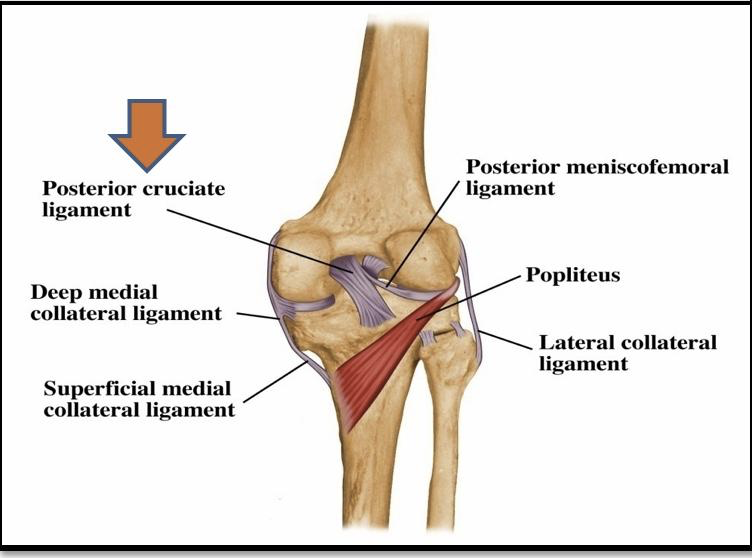 Posterior cruciate
ligament
Posterior meniscofemoral
ligament
Deep medial
collateral ligament
Popliteus
Lateral collateral
ligament
Superficial medial
collateral ligament